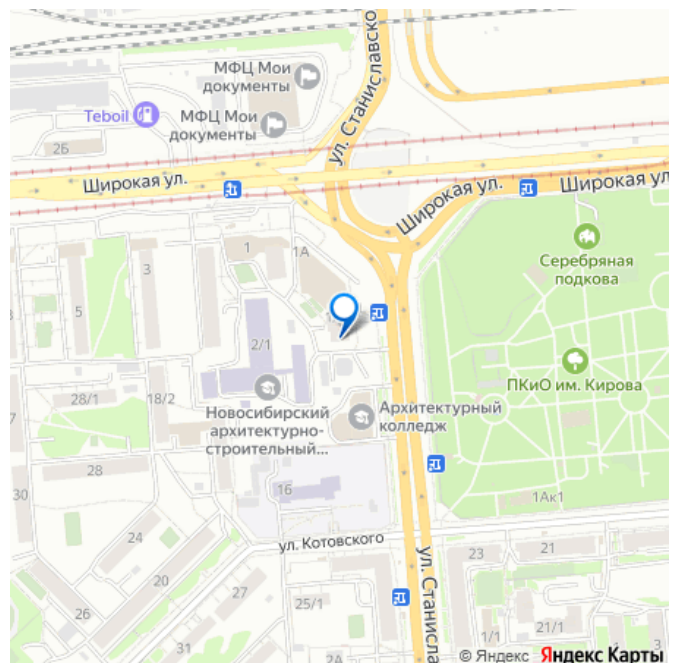 МФЦ Мои
документы
ул. Станиславско
Teboil
МФЦ Мои
документы
2Б
Широкая ул.
Широкая ул.
Широкая ул
Серебряная
подкова
1
1А
3
5
2/1
ПКиО им. Кирова
28/1
18/2
Новосибирский
архитектурно-
строительный...
Архитектурный
колледж
28
16
30
1Ак1
24
ул. Котовского
20
23
21
ул. Станисла
26
25/1
31
1/1
21/1
© Яндекс Яндекс Карты